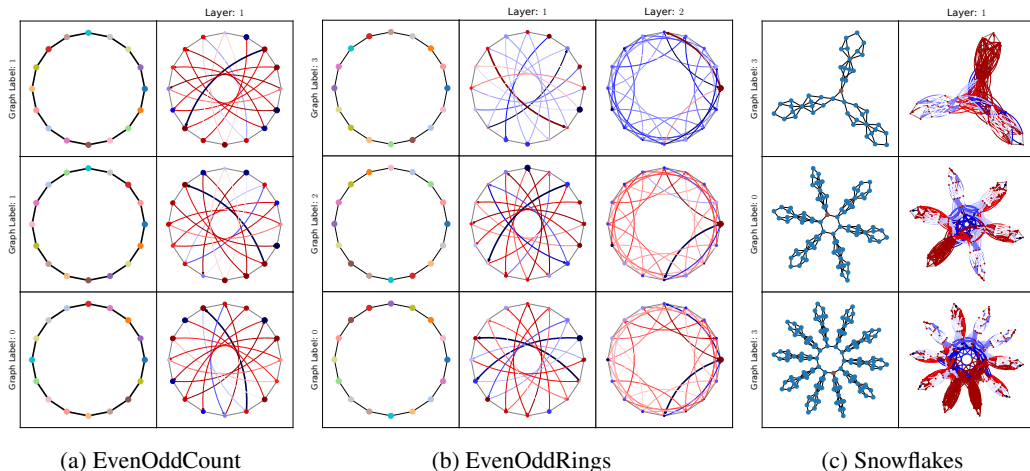 Layer: 1
Layer: 1
Layer: 2
Layer: 1
Graph Label: 1
Graph Label: 3
Graph Label: 3
Graph Label: 1
Graph Label: 2
Graph Label: 0
Graph Label: 0
Graph Label: 0
Graph Label: 3
(a) EvenOddCount
(b) EvenOddRings
(c) Snowflakes